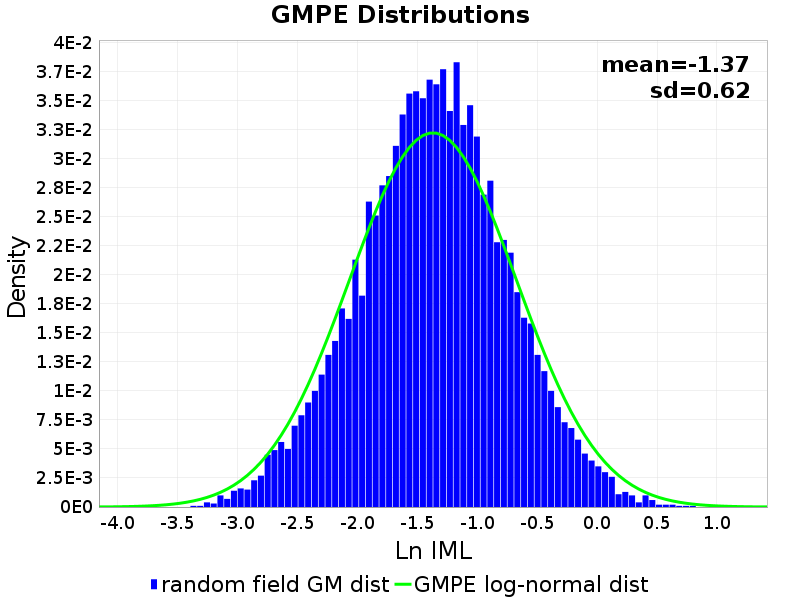 GMPE Distributions
mean=-1.37
sd=0.62
4E-2
3.7E-2
3.5E-2
3.3E-2
3E-2
2.8E-2
2.5E-2
2.2E-2
2E-2
1.8E-2
1.5E-2
1.3E-2
1E-2
7.5E-3
5E-3
2.5E-3
0E0
Density
-4.0 -3.5 -3.0 -2.5 -2.0 -1.5 -1.0 -0.5 0.0 0.5 1.0
Ln IML
random field GM dist GMPE log-normal dist